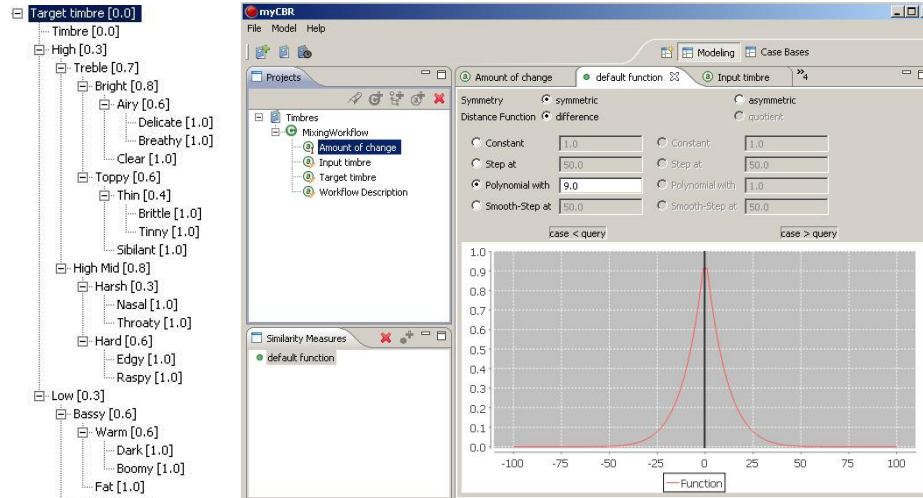 Target timbre [0.0]
Timbre [0.0]
High [0.3]
Treble [0.7]
Bright [0.8]
Airy [0.6]
Delicate [1.0]
Breathy [1.0]
Clear [1.0]
Toppy [0.6]
Thin [0.4]
Brittle [1.0]
Tinny [1.0]
Sibilant [1.0]
High Mid [0.8]
Harsh [0.3]
Nasal [1.0]
Throaty [1.0]
Hard [0.6]
Edgy [1.0]
Raspy [1.0]
Low [0.3]
Bassy [0.6]
Warm [0.6]
Dark [1.0]
Boomy [1.0]
Fat [1.0]
myCBR
File Model Help
Modeling Case Bases
Projects
Timbres
MixingWorkflow
Amount of change
Input timbre
Target timbre
Workflow Description
Similarity Measures
default function
Amount of change default function Input timbre »4
Symmetry symmetric asymmetric
Distance Function difference quotient
Constant 1.0 Constant 1.0
Step at 50.0 Step at 50.0
Polynomial with 9.0 Polynomial with 1.0
Smooth-Step at 50.0 Smooth-Step at 50.0
case < query case > query
1.0
0.9
0.8
0.7
0.6
0.5
0.4
0.3
0.2
0.1
0.0
-100 -75 -50 -25 0 25 50 75 100
Function